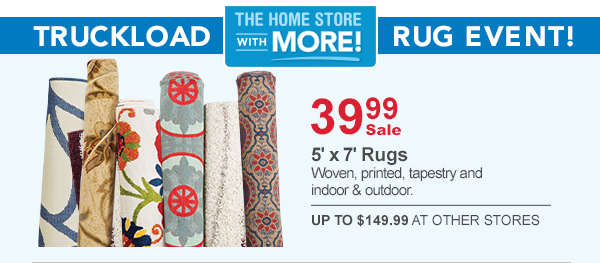 TRUCKLOAD
THE HOME STORE
WITH MORE!
RUG EVENT!
39.99
Sale
5' x 7' Rugs
Woven, printed, tapestry and
indoor & outdoor.
UP TO $149.99 AT OTHER STORES